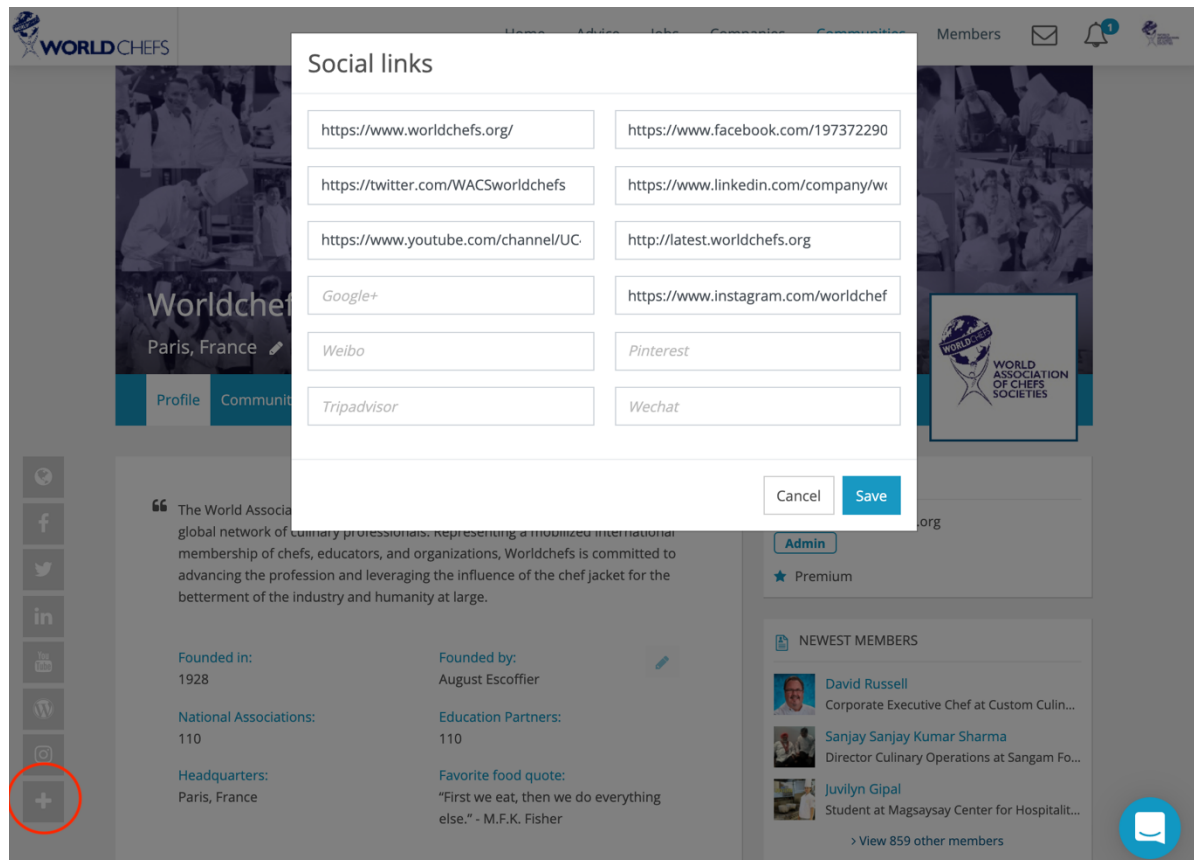 WORLDCHEFS
Home Advice Jobs Companies Communities Members
1
Social links
https://www.worldchefs.org/
https://www.facebook.com/197372290
https://twitter.com/WACSworldchefs
https://www.linkedin.com/company/wo
https://www.youtube.com/channel/UC-
http://latest.worldchefs.org
Google+
https://www.instagram.com/worldchef
Weibo
Pinterest
Tripadvisor
Wechat
Cancel Save
Worldchef
Paris, France
Profile Communit
WORLDCHEFS
WORLD
ASSOCIATION
OF CHEFS
SOCIETIES
The World Associa
global network of culinary professionals. Representing a mobilized international
membership of chefs, educators, and organizations, Worldchefs is committed to
advancing the profession and leveraging the influence of the chef jacket for the
betterment of the industry and humanity at large.
Founded in:
1928
Founded by:
August Escoffier
National Associations:
110
Education Partners:
110
Headquarters:
Paris, France
Favorite food quote:
“First we eat, then we do everything
else.” - M.F.K. Fisher
.org
Admin
Premium
NEWEST MEMBERS
David Russell
Corporate Executive Chef at Custom Culin...
Sanjay Sanjay Kumar Sharma
Director Culinary Operations at Sangam Fo...
Juvilyn Gipal
Student at Magsaysay Center for Hospitalit...
› View 859 other members
f
in
You
Tube